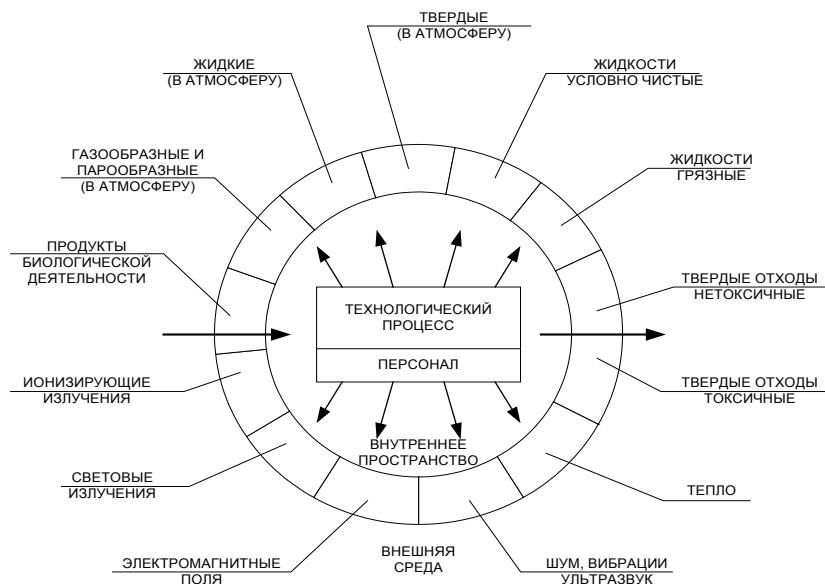 ТВЕРДЫЕ
(В АТМОСФЕРУ)
ЖИДКИЕ
(В АТМОСФЕРУ)
ЖИДКОСТИ
УСЛОВНО ЧИСТЫЕ
ГАЗООБРАЗНЫЕ И
ПАРООБРАЗНЫЕ
(В АТМОСФЕРУ)
ЖИДКОСТИ
ГРЯЗНЫЕ
ПРОДУКТЫ
БИОЛОГИЧЕСКОЙ
ДЕЯТЕЛЬНОСТИ
ТВЕРДЫЕ ОТХОДЫ
НЕТОКСИЧНЫЕ
ТЕХНОЛОГИЧЕСКИЙ
ПРОЦЕСС
ПЕРСОНАЛ
ИОНИЗИРУЮЩИЕ
ИЗЛУЧЕНИЯ
ТВЕРДЫЕ ОТХОДЫ
ТОКСИЧНЫЕ
ВНУТРЕННЕЕ
ПРОСТРАНСТВО
СВЕТОВЫЕ
ИЗЛУЧЕНИЯ
ТЕПЛО
ЭЛЕКТРОМАГНИТНЫЕ
ПОЛЯ
ВНЕШНЯЯ
СРЕДА
ШУМ, ВИБРАЦИИ
УЛЬТРАЗВУК